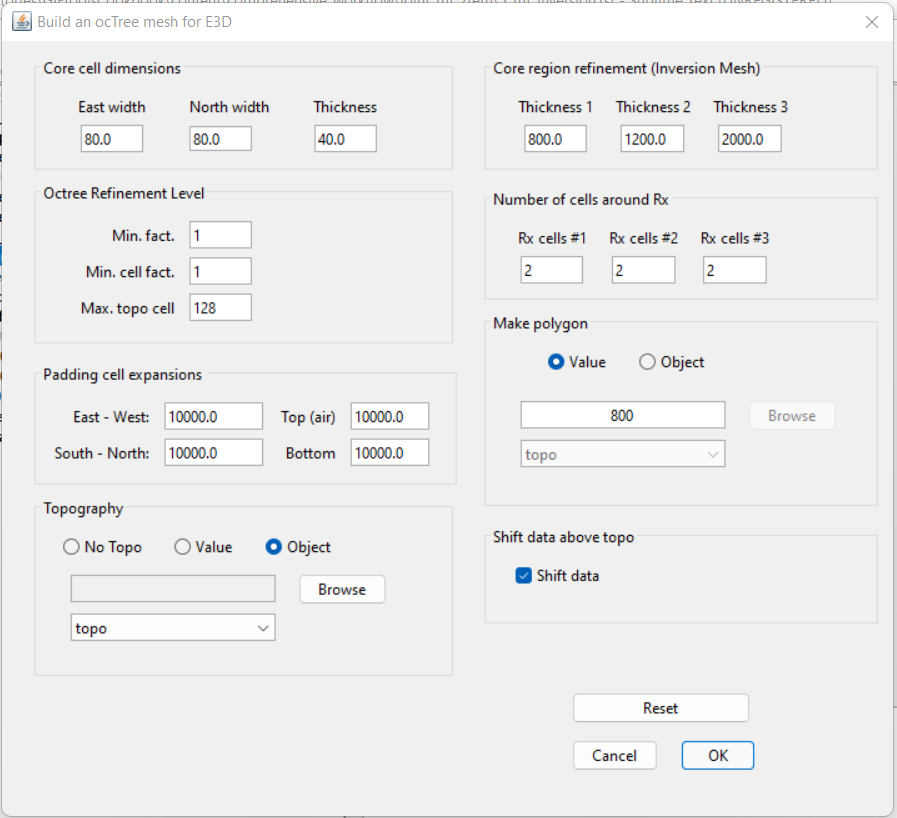 Build an ocTree mesh for E3D
Core cell dimensions
East width North width Thickness
80.0 80.0 40.0
Octree Refinement Level
Min. fact. 1
Min. cell fact. 1
Max. topo cell 128
Padding cell expansions
East - West: 10000.0 Top (air) 10000.0
South - North: 10000.0 Bottom 10000.0
Topography
No Topo Value Object
Browse
topo
Core region refinement (Inversion Mesh)
Thickness 1 Thickness 2 Thickness 3
800.0 1200.0 2000.0
Number of cells around Rx
Rx cells #1 Rx cells #2 Rx cells #3
2 2 2
Make polygon
Value Object
800 Browse
topo
Shift data above topo
Shift data
Reset
Cancel OK